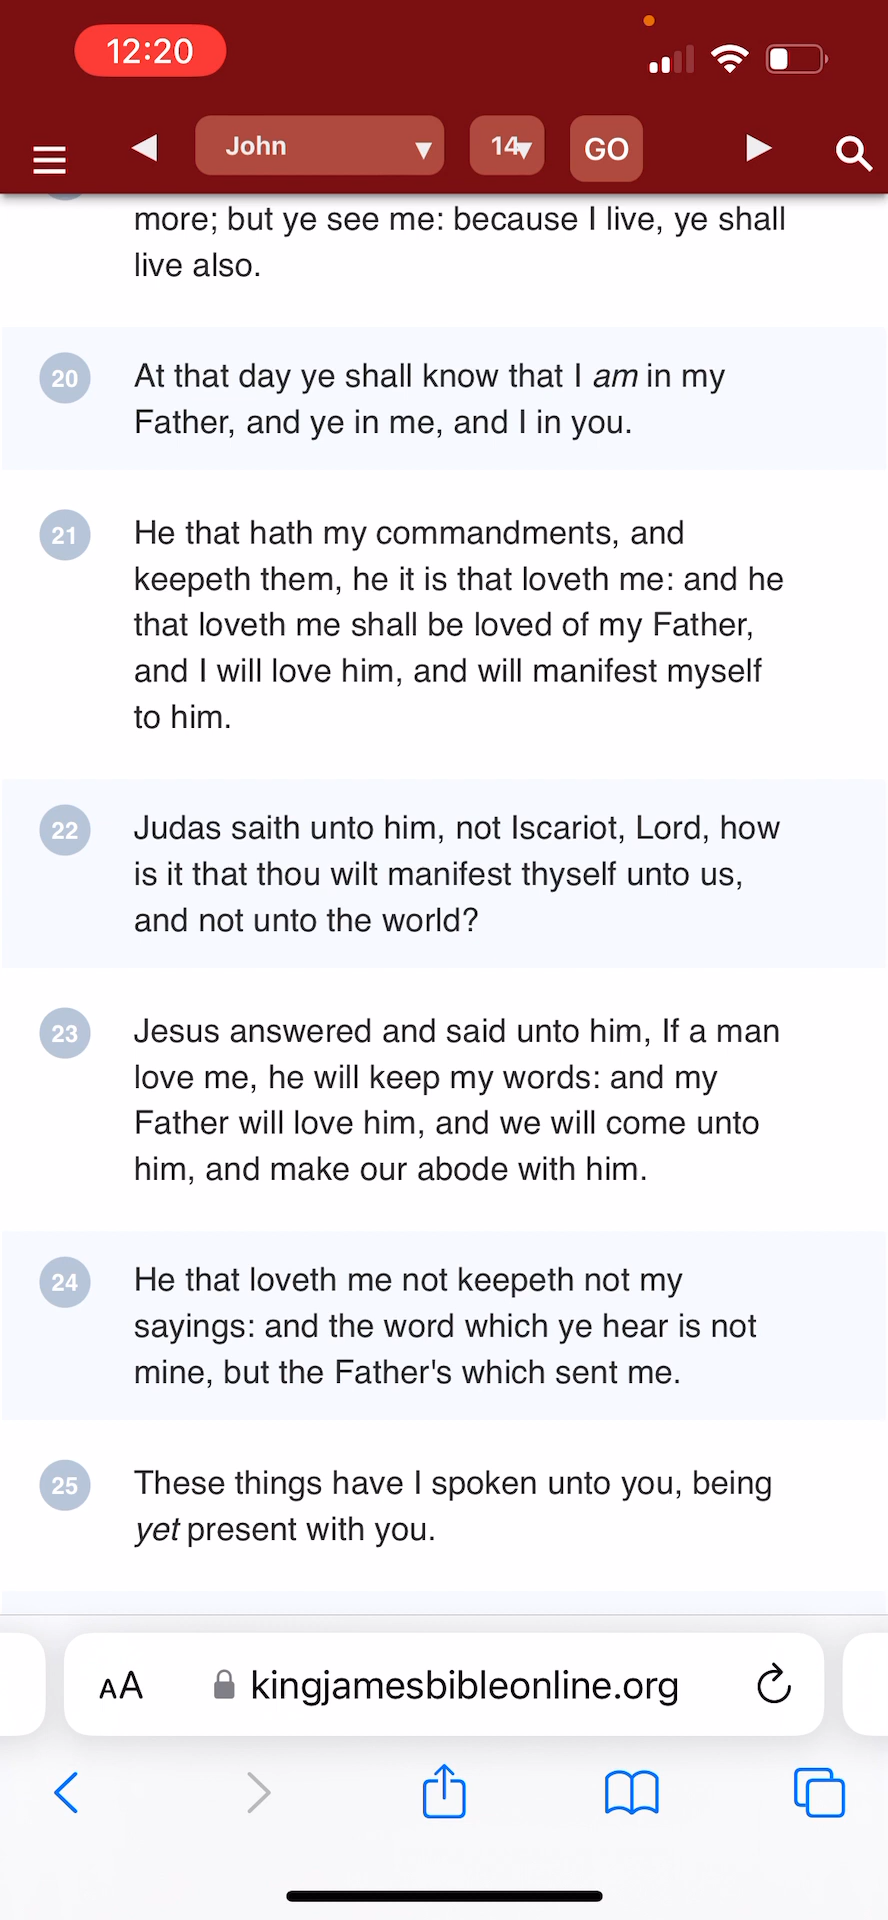 12:20
John
14
GO
more; but ye see me: because I live, ye shall
live also.
20
At that day ye shall know that I am in my
Father, and ye in me, and I in you.
21
He that hath my commandments, and
keepeth them, he it is that loveth me: and he
that loveth me shall be loved of my Father,
and I will love him, and will manifest myself
to him.
22
Judas saith unto him, not Iscariot, Lord, how
is it that thou wilt manifest thyself unto us,
and not unto the world?
23
Jesus answered and said unto him, If a man
love me, he will keep my words: and my
Father will love him, and we will come unto
him, and make our abode with him.
24
He that loveth me not keepeth not my
sayings: and the word which ye hear is not
mine, but the Father's which sent me.
25
These things have I spoken unto you, being
yet present with you.
AA
kingjamesbibleonline.org